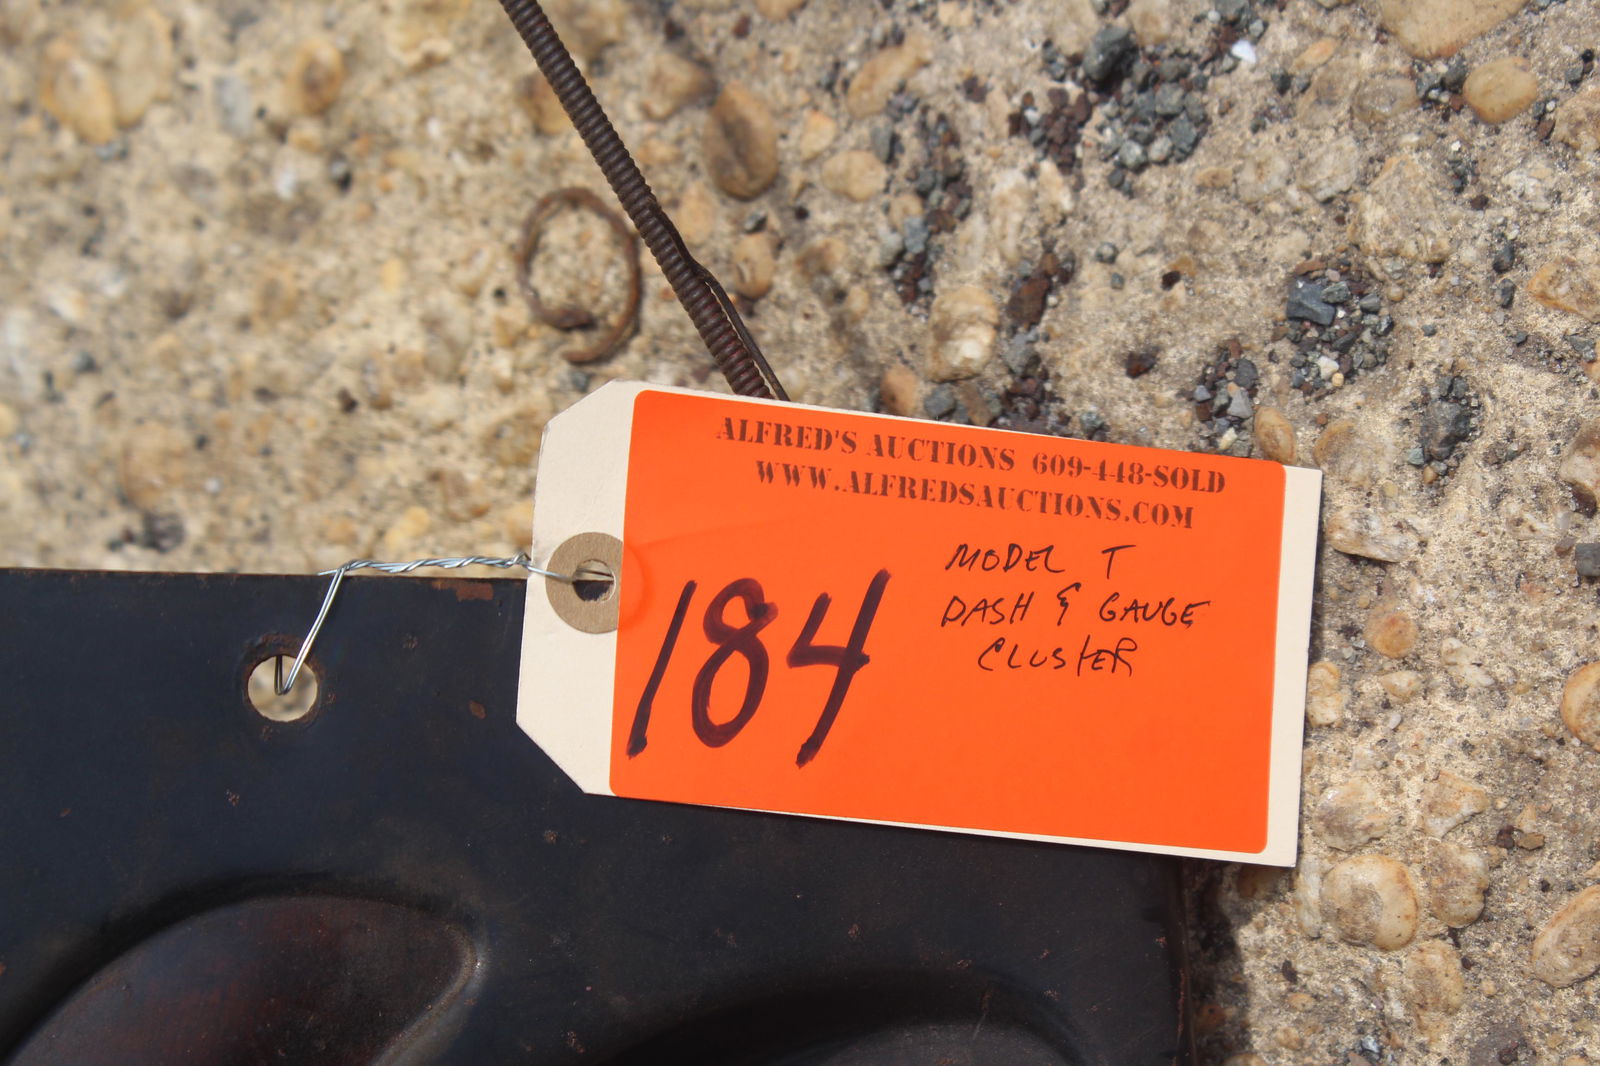 ALFRED'S AUCTIONS 609-448-SOLD
WWW.ALFREDSAUCTIONS.COM
184
MODEL T
DASH & GAUGE
CLUSTER